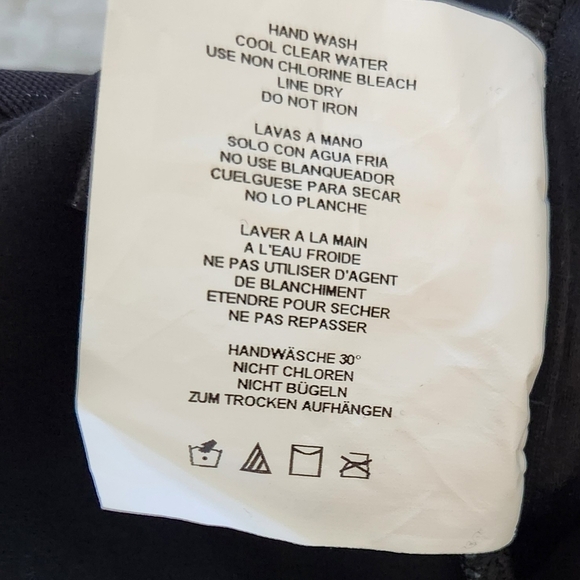 HAND WASH
COOL CLEAR WATER
USE NON CHLORINE BLEACH
LINE DRY
DO NOT IRON
LAVAS A MANO
SOLO CON AGUA FRIA
NO USE BLANQUEADOR
CUELGUESE PARA SECAR
NO LO PLANCHE
LAVER A LA MAIN
A L'EAU FROIDE
NE PAS UTILISER D'AGENT
DE BLANCHIMENT
ETENDRE POUR SECHER
NE PAS REPASSER
HANDWÄSCHE 30°
NICHT CHLOREN
NICHT BÜGELN
ZUM TROCKEN AUFHÄNGEN